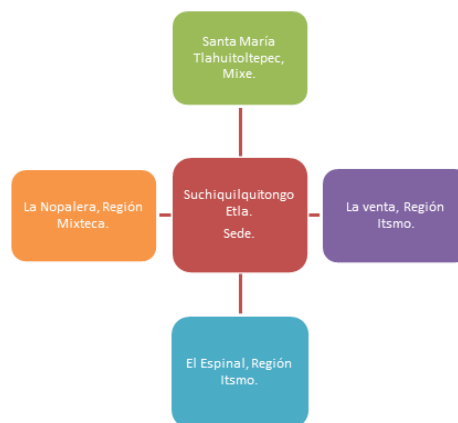 Santa María
Tlahuitoltepec,
Mixe.
La Nopalera, Región
Mixteca.
Suchiquilquitongo
Etla.
Sede.
La venta, Región
Itsmo.
El Espinal, Región
Itsmo.